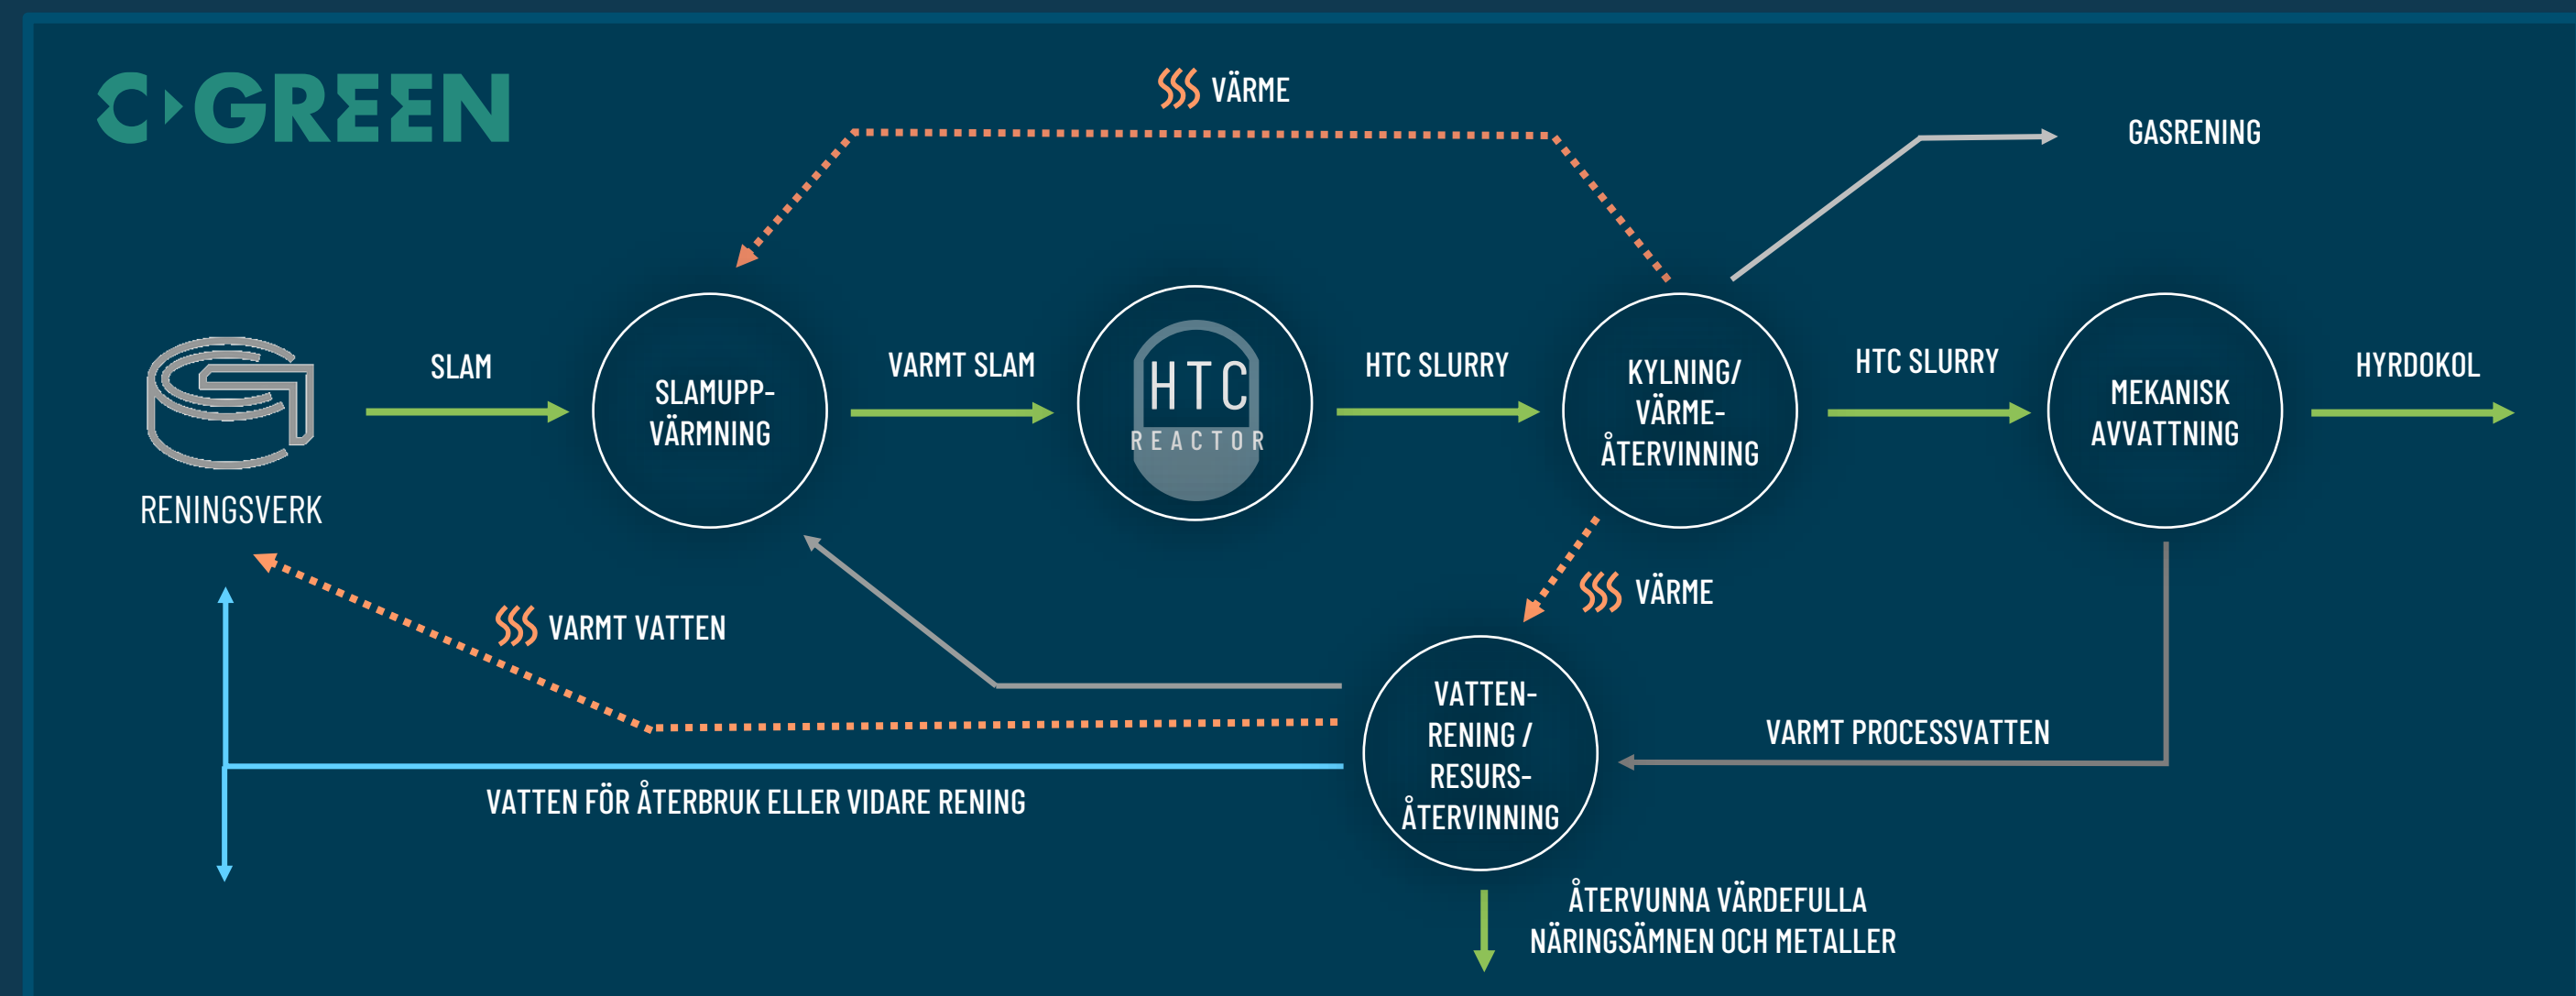 C GREEN
VÄRME
GASRENING
SLAM
SLAMUPP-
VÄRMNING
VARMT SLAM
HTC
REACTOR
HTC SLURRY
KYLNING/
VÄRME-
ÅTERVINNING
HTC SLURRY
MEKANISK
AVVATTNING
HYRDOKOL
RENINGSVERK
VARMT VATTEN
VÄRME
VATTEN-
RENING /
RESURS-
ÅTERVINNING
VARMT PROCESSVATTEN
VATTEN FÖR ÅTERBRUK ELLER VIDARE RENING
ÅTERVUNNA VÄRDEFULLA
NÄRINGSÄMNEN OCH METALLER